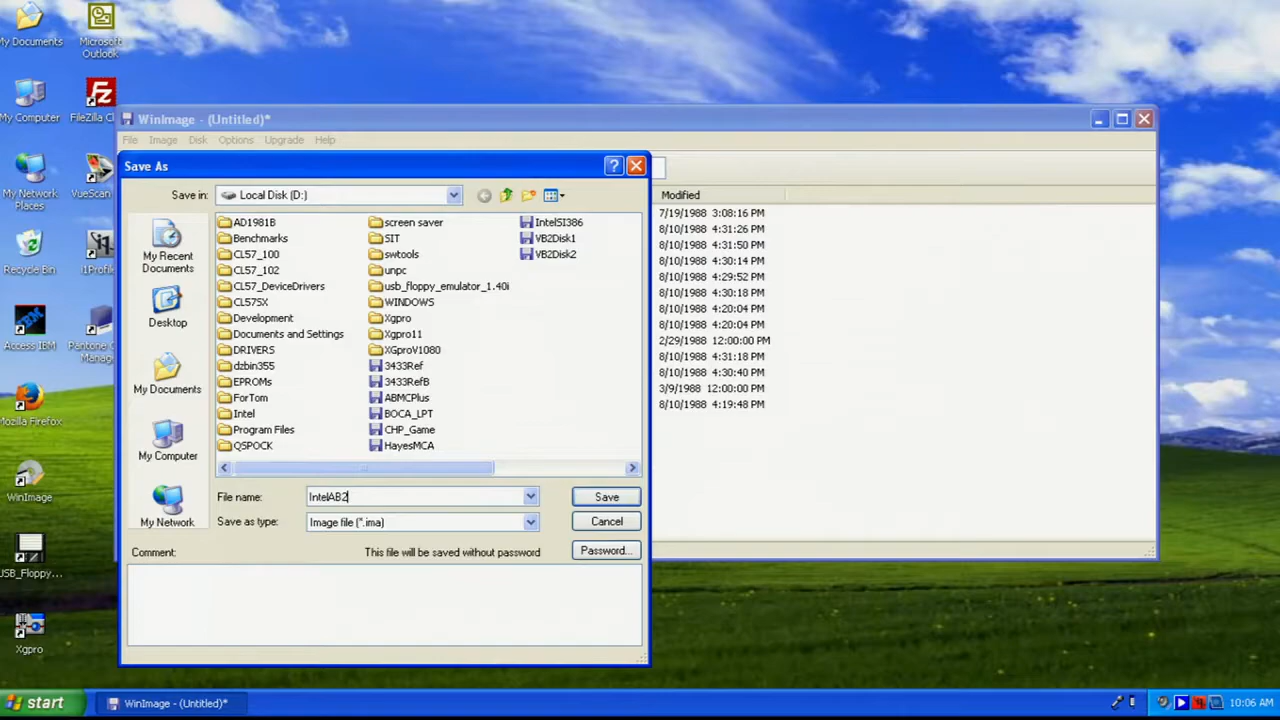 My Documents
Microsoft
Outlook
My Computer
FileZilla Cl
My Network
Places
VueScan
Recycle Bin
i1Profil
Access IBM
Pantone C
Manag
Mozilla Firefox
WinImage
USB_Floppy...
Xgpro
WinImage - (Untitled)*
File Image Disk Options Upgrade Help
Save As
Save in: Local Disk (D:)
My Recent
Documents
Desktop
My Documents
My Computer
My Network
AD1981B
Benchmarks
CL57_100
CL57_102
CL57_DeviceDrivers
CL57SX
Development
Documents and Settings
DRIVERS
dzbin355
EPROMs
ForTom
Intel
Program Files
QSPOCK
screen saver
SIT
swtools
unpc
usb_floppy_emulator_1.40i
WINDOWS
Xgpro
Xgpro11
XGproV1080
3433Ref
3433RefB
ABMCPlus
BOCA_LPT
CHP_Game
HayesMCA
IntelSI386
VB2Disk1
VB2Disk2
File name: IntelAB2 Save
Save as type: Image file (*.ima) Cancel
Comment: This file will be saved without password Password...
Modified
7/19/1988 3:08:16 PM
8/10/1988 4:31:26 PM
8/10/1988 4:31:50 PM
8/10/1988 4:30:14 PM
8/10/1988 4:29:52 PM
8/10/1988 4:30:18 PM
8/10/1988 4:20:04 PM
8/10/1988 4:20:04 PM
2/29/1988 12:00:00 PM
8/10/1988 4:31:18 PM
8/10/1988 4:30:40 PM
3/9/1988 12:00:00 PM
8/10/1988 4:19:48 PM
start WinImage - (Untitled)* 10:06 AM